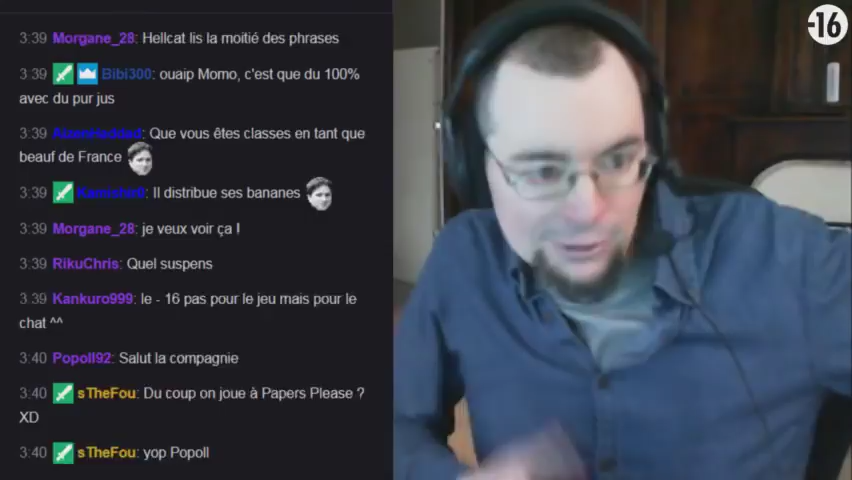 -16
3:39 Morgane_28: Hellcat lis la moitié des phrases
3:39 Bibi300: ouaip Momo, c'est que du 100%
avec du pur jus
3:39 : Que vous êtes classes en tant que
beauf de France
3:39 : Il distribue ses bananes
3:39 Morgane_28: je veux voir ça !
3:39 RikuChris: Quel suspens
3:39 Kankuro999: le - 16 pas pour le jeu mais pour le
chat ^^
3:40 Popoll92: Salut la compagnie
3:40 sTheFou: Du coup on joue à Papers Please ?
XD
3:40 sTheFou: yop Popoll